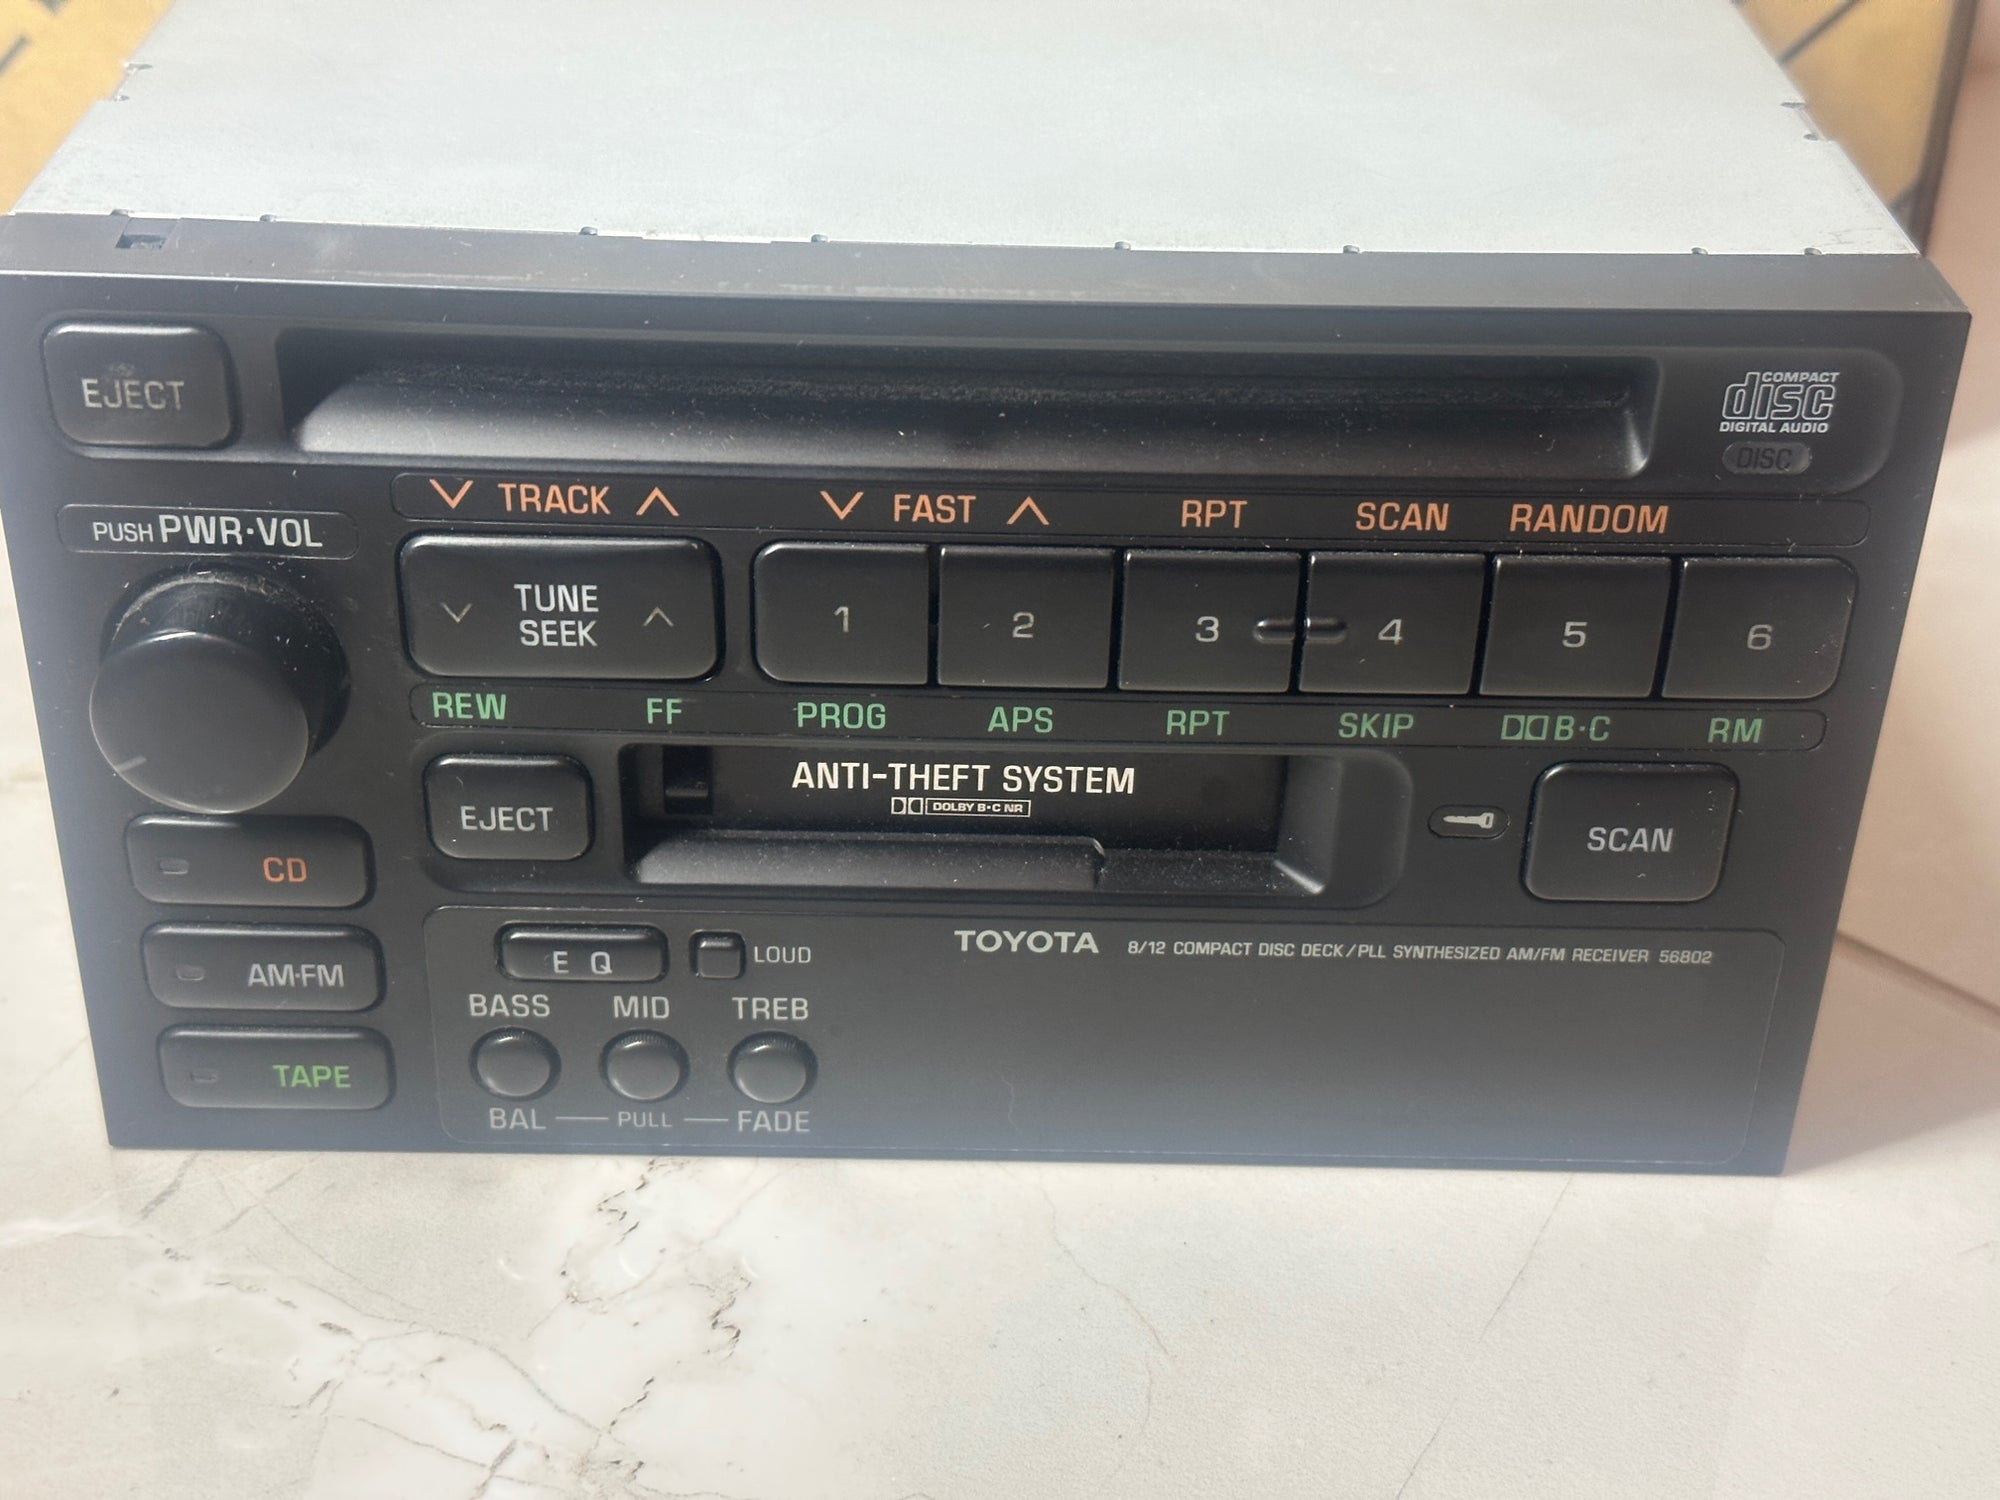 EJECT
COMPACT
disc
DIGITAL AUDIO
DISC
TRACK FAST RPT SCAN RANDOM
PUSH PWR·VOL
TUNE
SEEK
1 2 3 4 5 6
REW FF PROG APS RPT SKIP B·C RM
ANTI-THEFT SYSTEM
DOLBY B·C NR
EJECT
SCAN
CD
AM·FM
TAPE
EQ LOUD
TOYOTA 8/12 COMPACT DISC DECK/PLL SYNTHESIZED AM/FM RECEIVER 56802
BASS MID TREB
BAL — PULL — FADE